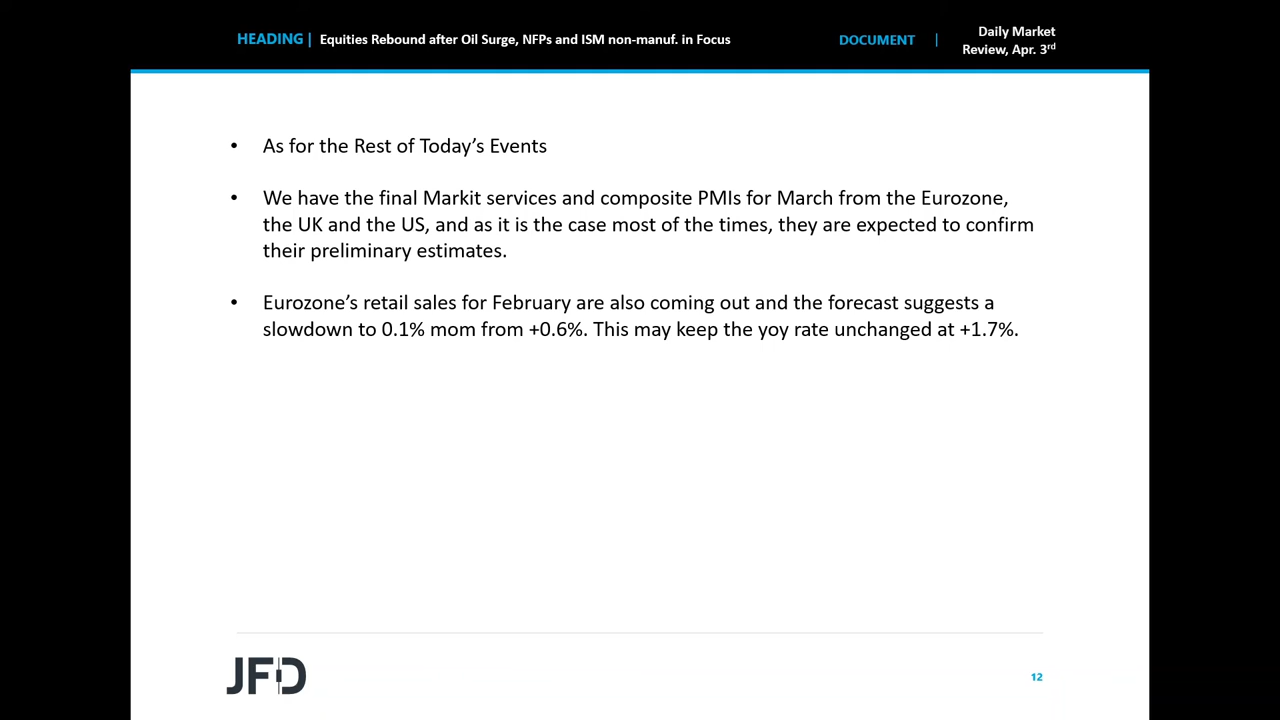 HEADING | Equities Rebound after Oil Surge, NFPs and ISM non-manuf. in Focus
DOCUMENT |
Daily Market
Review, Apr. 3rd
• As for the Rest of Today’s Events
• We have the final Markit services and composite PMIs for March from the Eurozone,
the UK and the US, and as it is the case most of the times, they are expected to confirm
their preliminary estimates.
• Eurozone’s retail sales for February are also coming out and the forecast suggests a
slowdown to 0.1% mom from +0.6%. This may keep the yoy rate unchanged at +1.7%.
JFD
12